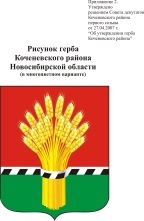 Приложение 2.
Утверждено
решением Совета депутатов
Коченевского района
первого созыва
от 27.04.2007 г.
"Об утверждении герба
Коченевского района"
Рисунок герба
Коченевского района
Новосибирской области
(в многоцветном варианте)